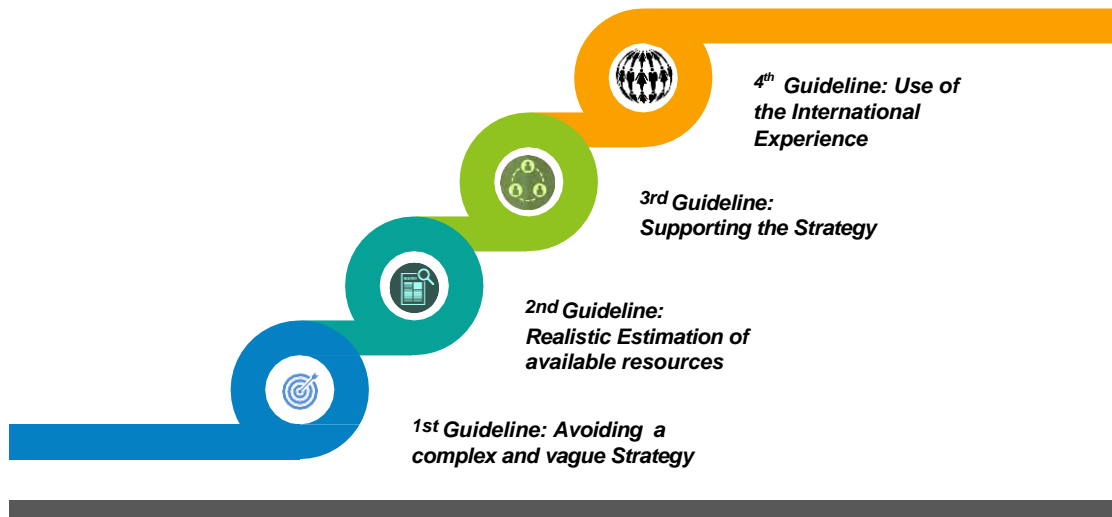 4th Guideline: Use of
the International
Experience
3rd Guideline:
Supporting the Strategy
2nd Guideline:
Realistic Estimation of
available resources
1st Guideline: Avoiding a
complex and vague Strategy